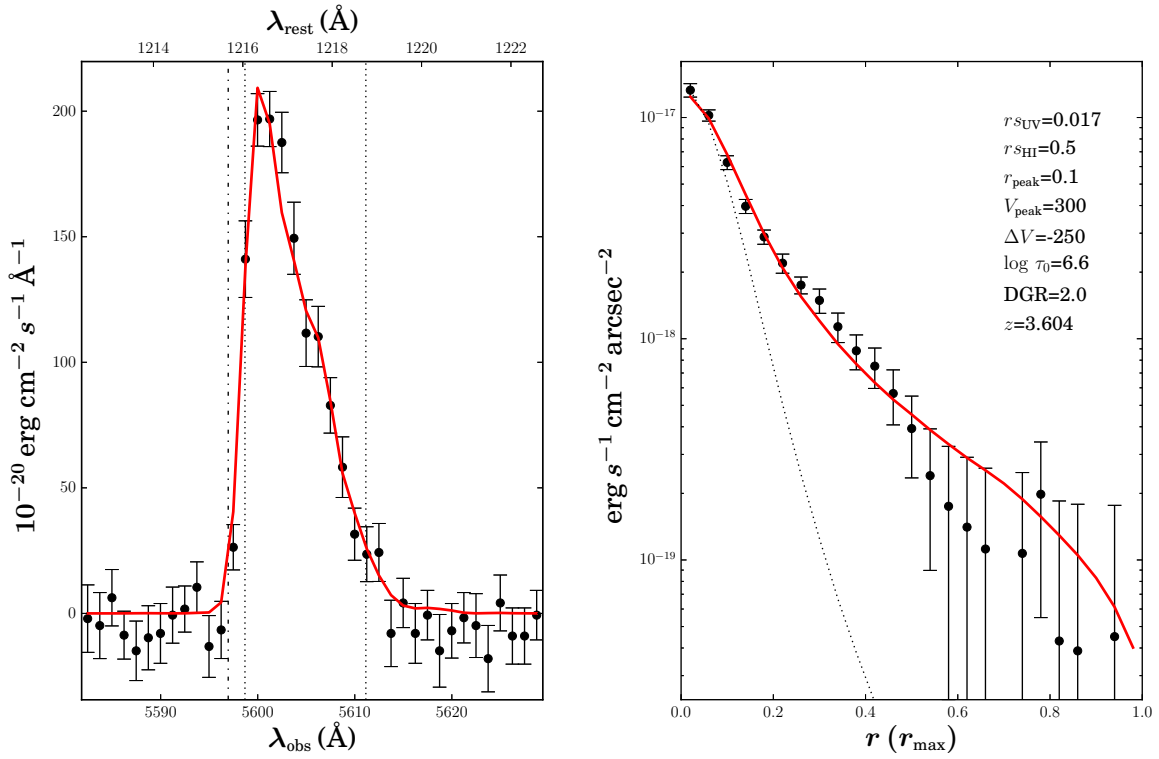 λrest (Å)
1214 1216 1218 1220 1222
10⁻²⁰ erg cm⁻² s⁻¹ Å⁻¹
200
150
100
50
0
5590 5600 5610 5620
λobs (Å)
erg s⁻¹ cm⁻² arcsec⁻²
10⁻¹⁷
10⁻¹⁸
10⁻¹⁹
rsUV=0.017
rsHI=0.5
rpeak=0.1
Vpeak=300
ΔV=-250
log τ0=6.6
DGR=2.0
z=3.604
0.0 0.2 0.4 0.6 0.8 1.0
r (rmax)